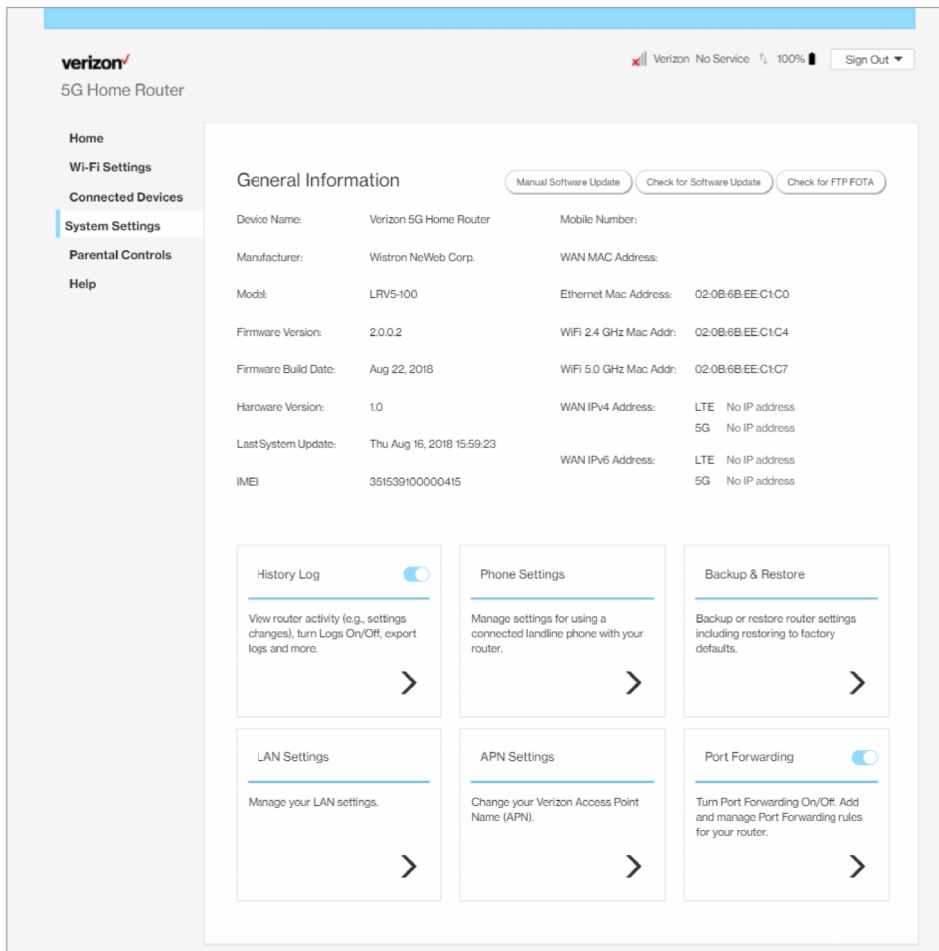 verizon
Verizon No Service 100% Sign Out
5G Home Router
Home
Wi-Fi Settings
Connected Devices
System Settings
Parental Controls
Help
General Information
Manual Software Update
Check for Software Update
Check for FTP FOTA
Device Name: Verizon 5G Home Router
Manufacturer: Wistron NeWeb Corp.
Model: LRV5-100
Firmware Version: 2.0.0.2
Firmware Build Date: Aug 22, 2018
Hardware Version: 1.0
Last System Update: Thu Aug 16, 2018 15:59:23
IMEI 351539100000415
Mobile Number:
WAN MAC Address:
Ethernet Mac Address: 02:0B:6B:EE:C1:C0
WiFi 2.4 GHz Mac Addr: 02:0B:6B:EE:C1:C4
WiFi 5.0 GHz Mac Addr: 02:0B:6B:EE:C1:C7
WAN IPv4 Address: LTE No IP address
5G No IP address
WAN IPv6 Address: LTE No IP address
5G No IP address
History Log
View router activity (e.g., settings
changes), turn Logs On/Off, export
logs and more.
Phone Settings
Manage settings for using a
connected landline phone with your
router.
Backup & Restore
Backup or restore router settings
including restoring to factory
defaults.
LAN Settings
Manage your LAN settings.
APN Settings
Change your Verizon Access Point
Name (APN).
Port Forwarding
Turn Port Forwarding On/Off. Add
and manage Port Forwarding rules
for your router.